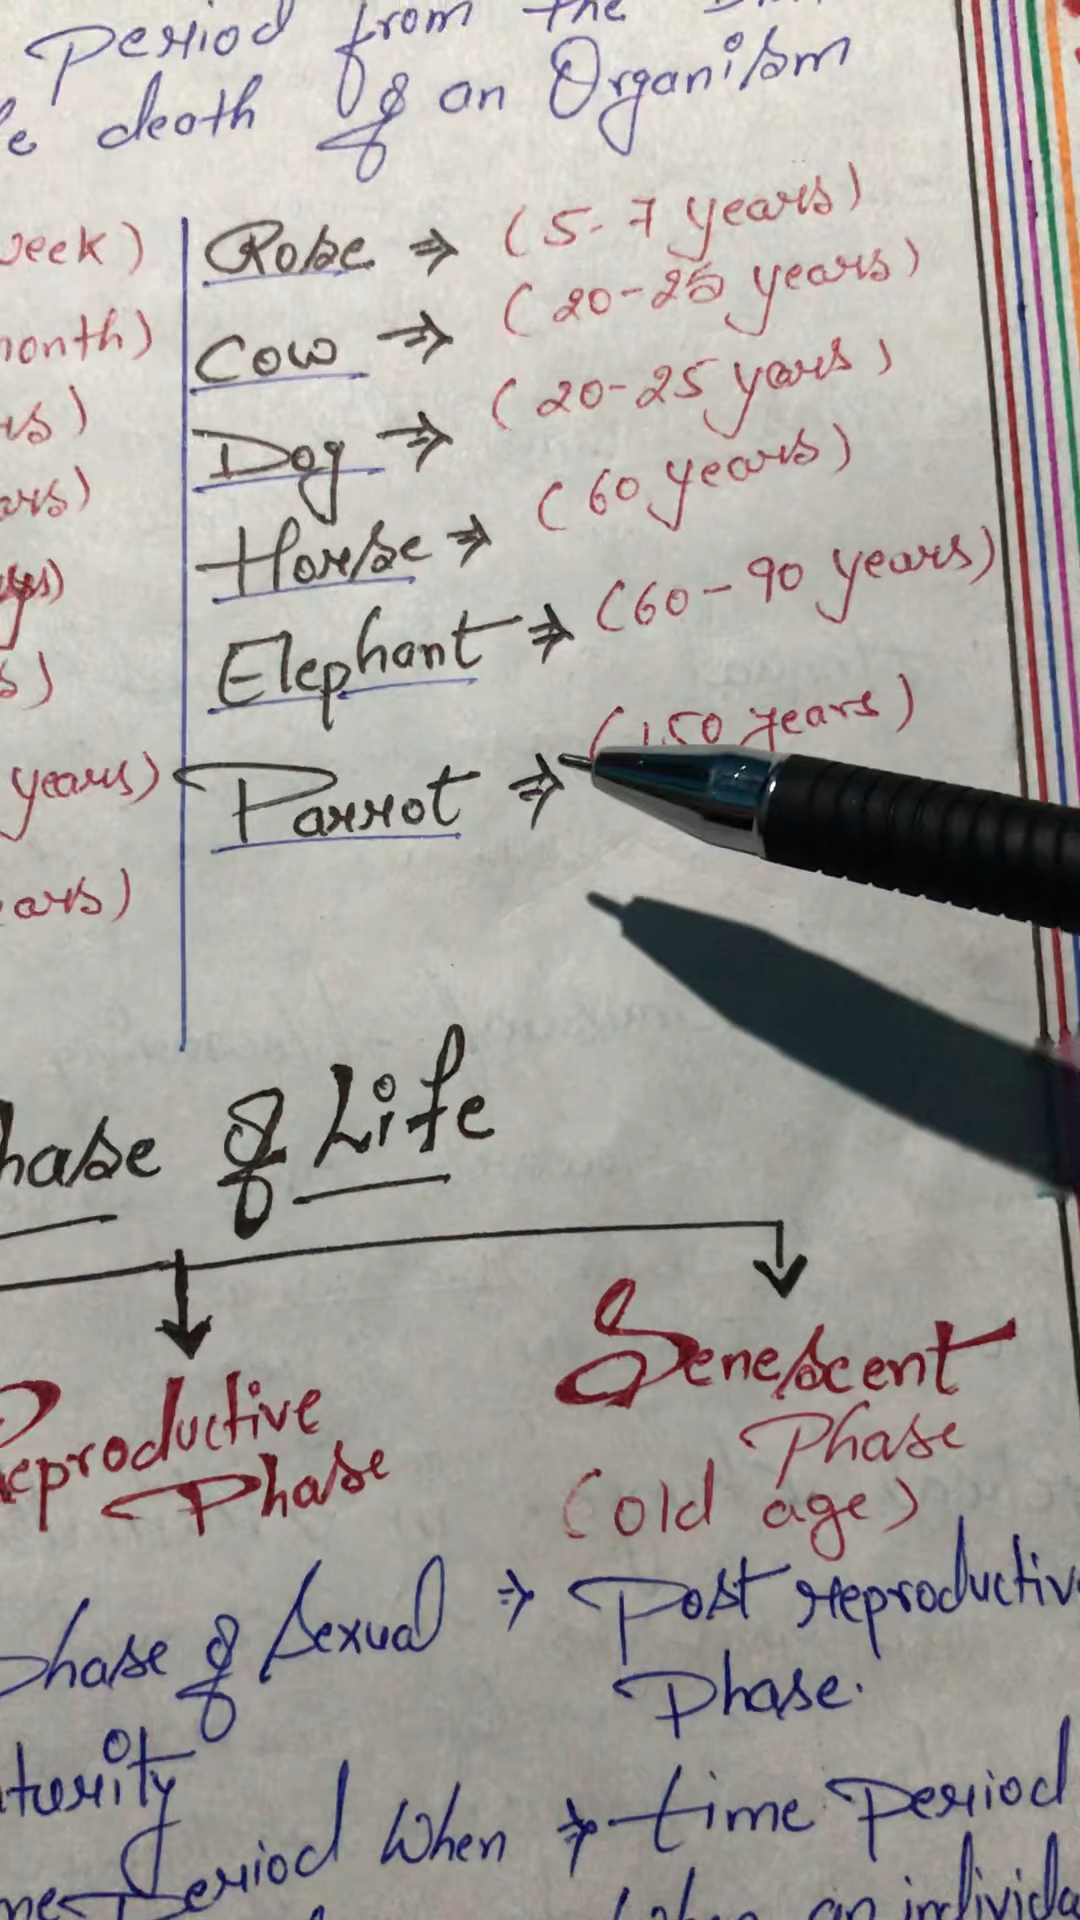 Period from the
death of an Organism
week) Rose ⇒ (5-7 years)
month) Cow ⇒ (20-25 years)
Dog ⇒ (20-25 years)
Horse ⇒ (60 years)
Elephant ⇒ (60-90 years)
years) Parrot ⇒ (150 years)
Phase of Life
Reproductive Phase
Senescent Phase
(old age)
Phase of Sexual
⇒ Post reproductive
Phase.
Period When
⇒ time Period
an